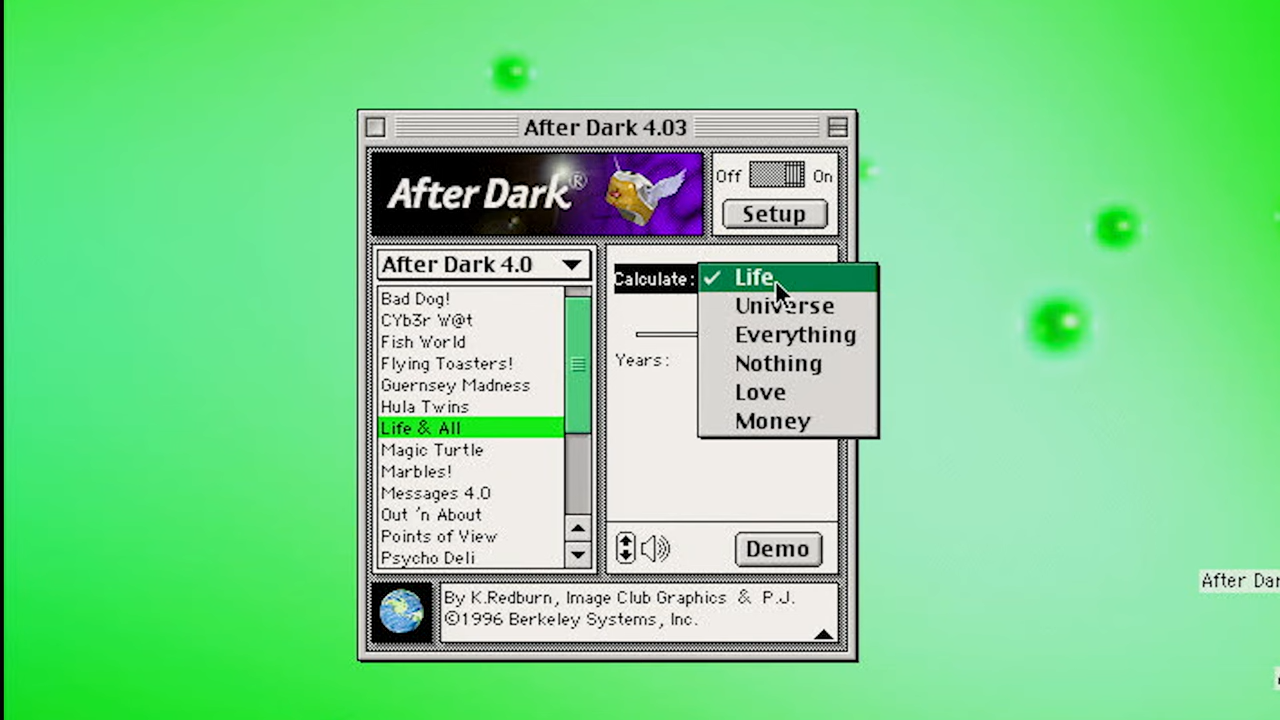 After Dark 4.03
After Dark®
Off On
Setup
After Dark 4.0
Bad Dog!
CYb3r W@t
Fish World
Flying Toasters!
Guernsey Madness
Hula Twins
Life & All
Magic Turtle
Marbles!
Messages 4.0
Out 'n About
Points of View
Psycho Deli
Calculate:
✓ Life
Universe
Everything
Nothing
Love
Money
Years:
Demo
By K.Redburn, Image Club Graphics & P.J.
©1996 Berkeley Systems, Inc.
After Dar